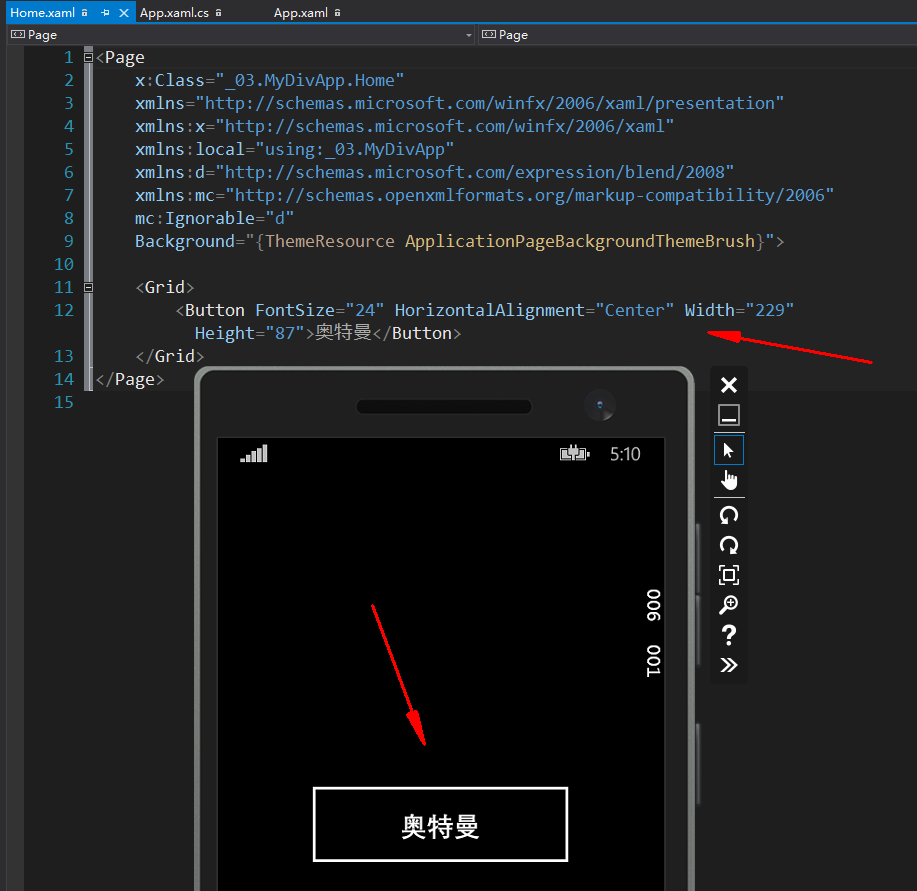 Home.xaml App.xaml.cs App.xaml
Page Page
1 <Page
2 x:Class="_03.MyDivApp.Home"
3 xmlns="http://schemas.microsoft.com/winfx/2006/xaml/presentation"
4 xmlns:x="http://schemas.microsoft.com/winfx/2006/xaml"
5 xmlns:local="using:_03.MyDivApp"
6 xmlns:d="http://schemas.microsoft.com/expression/blend/2008"
7 xmlns:mc="http://schemas.openxmlformats.org/markup-compatibility/2006"
8 mc:Ignorable="d"
9 Background="{ThemeResource ApplicationPageBackgroundThemeBrush}">
10
11 <Grid>
12 <Button FontSize="24" HorizontalAlignment="Center" Width="229"
Height="87">奥特曼</Button>
13 </Grid>
14 </Page>
15
5:10
006 001
奥特曼